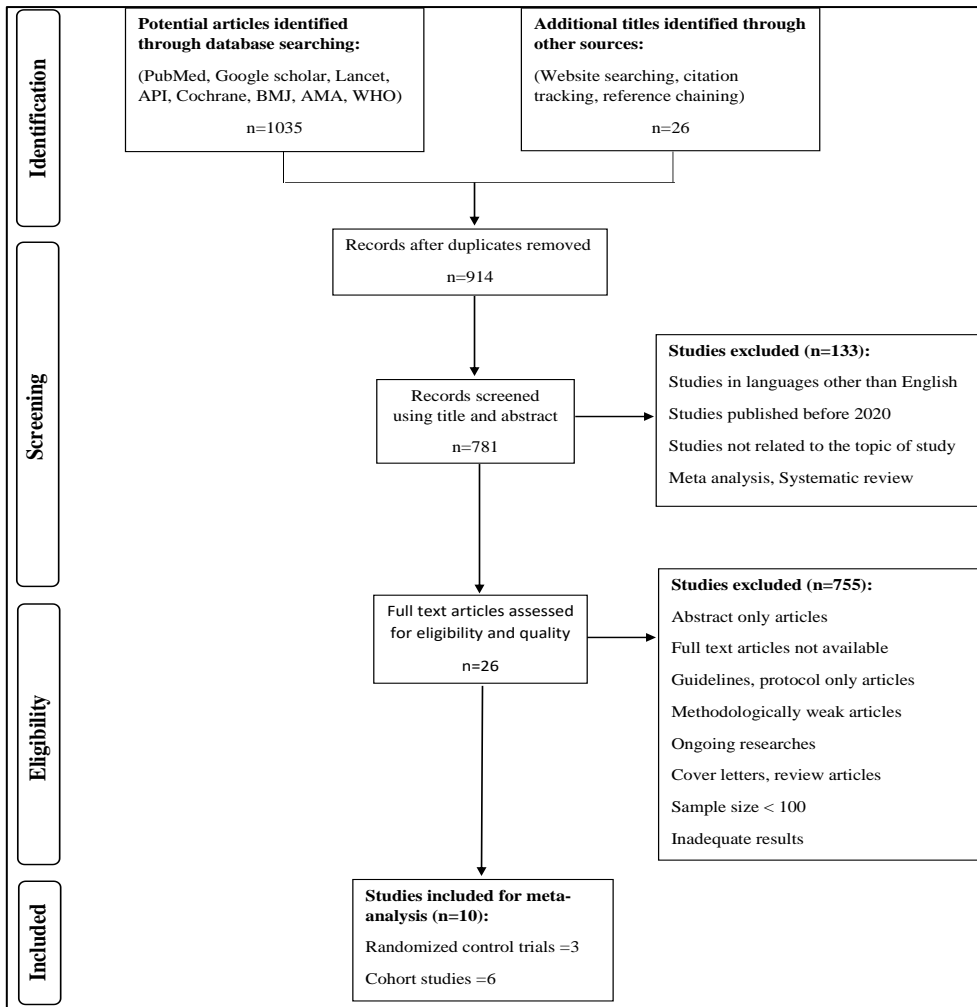 Identification
Potential articles identified
through database searching:
(PubMed, Google scholar, Lancet,
API, Cochrane, BMJ, AMA, WHO)
n=1035
Additional titles identified through
other sources:
(Website searching, citation
tracking, reference chaining)
n=26
Screening
Records after duplicates removed
n=914
Records screened
using title and abstract
n=781
Studies excluded (n=133):
Studies in languages other than English
Studies published before 2020
Studies not related to the topic of study
Meta analysis, Systematic review
Eligibility
Full text articles assessed
for eligibility and quality
n=26
Studies excluded (n=755):
Abstract only articles
Full text articles not available
Guidelines, protocol only articles
Methodologically weak articles
Ongoing researches
Cover letters, review articles
Sample size < 100
Inadequate results
Included
Studies included for meta-
analysis (n=10):
Randomized control trials =3
Cohort studies =6